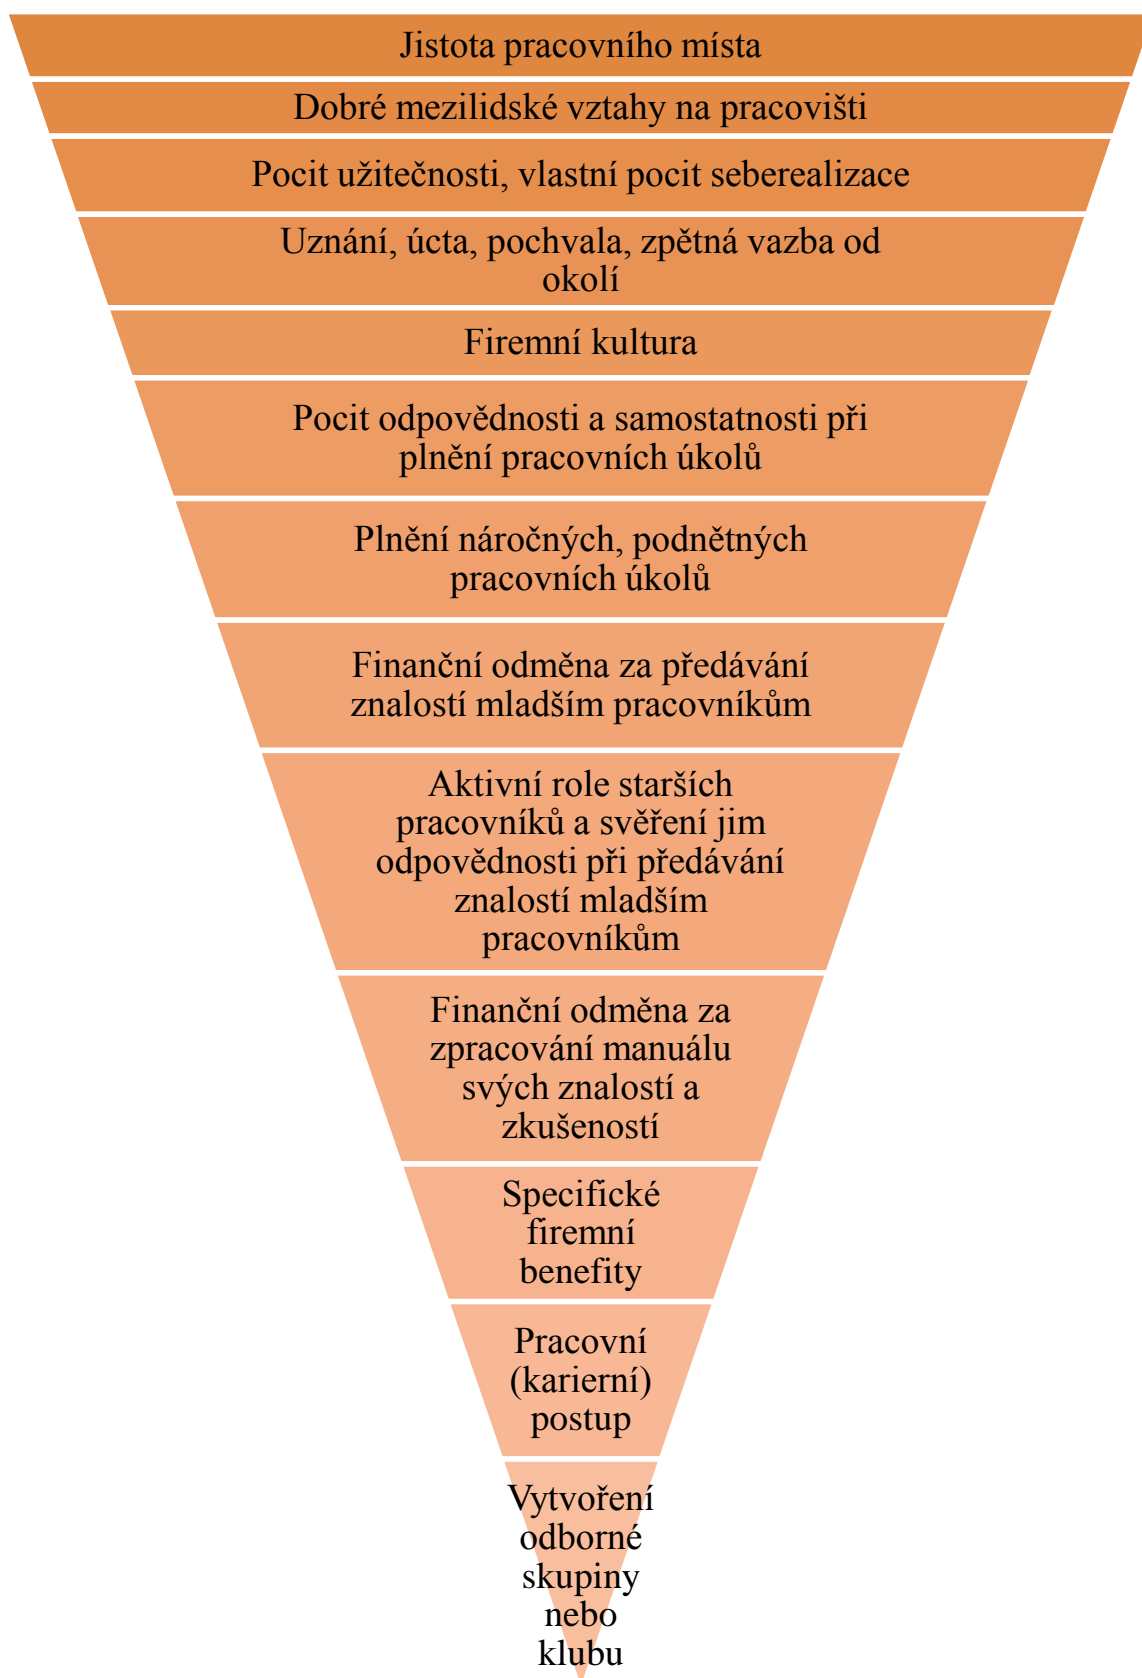 Jistota pracovního místa
Dobré mezilidské vztahy na pracovišti
Pocit užitečnosti, vlastní pocit seberealizace
Uznání, úcta, pochvala, zpětná vazba od
okolí
Firemní kultura
Pocit odpovědnosti a samostatnosti při
plnění pracovních úkolů
Plnění náročných, podnětných
pracovních úkolů
Finanční odměna za předávání
znalostí mladším pracovníkům
Aktivní role starších
pracovníků a svěření jim
odpovědnosti při předávání
znalostí mladším
pracovníkům
Finanční odměna za
zpracování manuálu
svých znalostí a
zkušeností
Specifické
firemní
benefity
Pracovní
(karierní)
postup
Vytvoření
odborné
skupiny
nebo
klubu